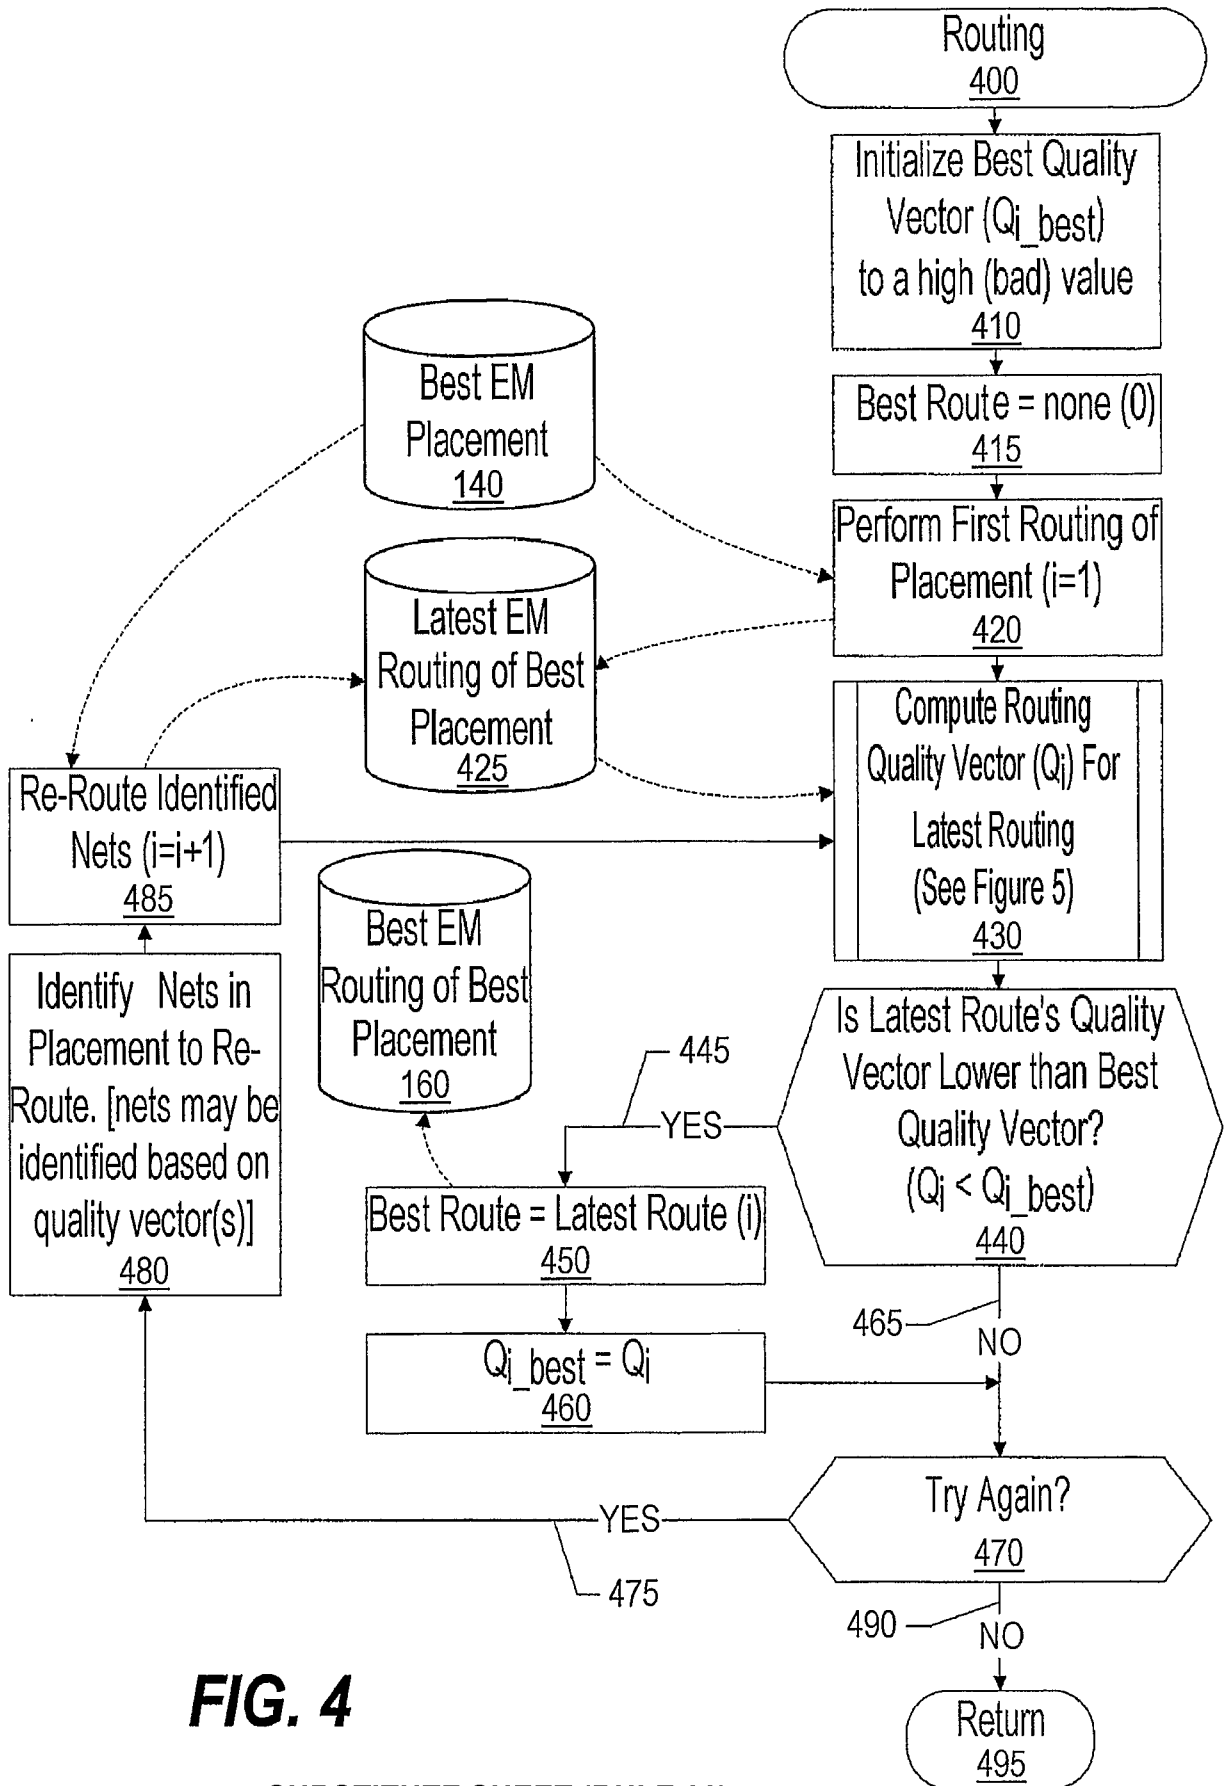 Routing
400
Initialize Best Quality
Vector (Qi_best)
to a high (bad) value
410
Best Route = none (0)
415
Perform First Routing of
Placement (i=1)
420
Compute Routing
Quality Vector (Qi) For
Latest Routing
(See Figure 5)
430
Is Latest Route's Quality
Vector Lower than Best
Quality Vector?
(Qi < Qi_best)
440
Best EM
Placement
140
Latest EM
Routing of Best
Placement
425
Re-Route Identified
Nets (i=i+1)
485
Best EM
Routing of Best
Placement
160
Identify Nets in
Placement to Re-
Route. [nets may be
identified based on
quality vector(s)]
480
445
YES
Best Route = Latest Route (i)
450
Qi_best = Qi
460
465
NO
Try Again?
470
YES
475
490
NO
Return
495
FIG. 4